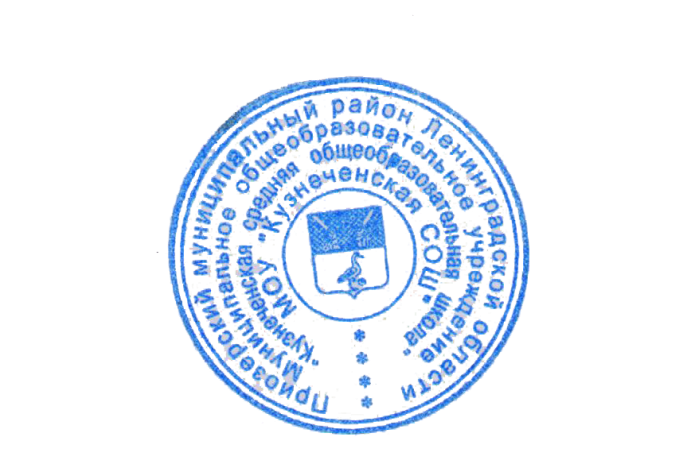 Приозерский муниципальный район Ленинградской области
Муниципальное общеобразовательное учреждение
"Кузнеченская средняя общеобразовательная школа"
МОУ "Кузнеченская СОШ"
* * * *